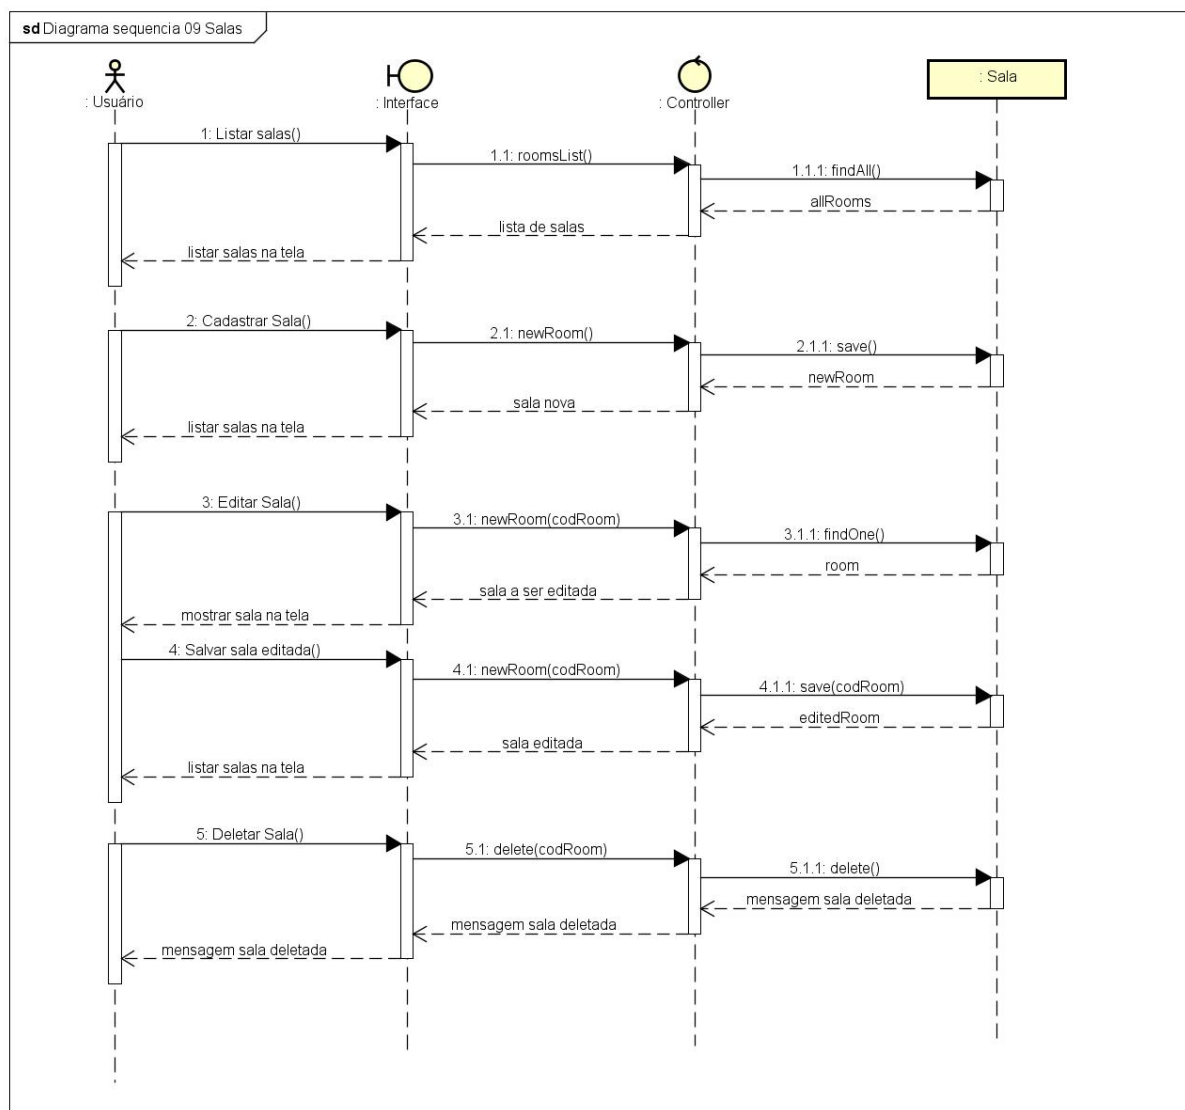 sd Diagrama sequencia 09 Salas
: Usuário
: Interface
: Controller
: Sala
1: Listar salas()
1.1: roomsList()
1.1.1: findAll()
allRooms
lista de salas
listar salas na tela
2: Cadastrar Sala()
2.1: newRoom()
2.1.1: save()
newRoom
sala nova
listar salas na tela
3: Editar Sala()
3.1: newRoom(codRoom)
3.1.1: findOne()
room
sala a ser editada
mostrar sala na tela
4: Salvar sala editada()
4.1: newRoom(codRoom)
4.1.1: save(codRoom)
editedRoom
sala editada
listar salas na tela
5: Deletar Sala()
5.1: delete(codRoom)
5.1.1: delete()
mensagem sala deletada
mensagem sala deletada
mensagem sala deletada